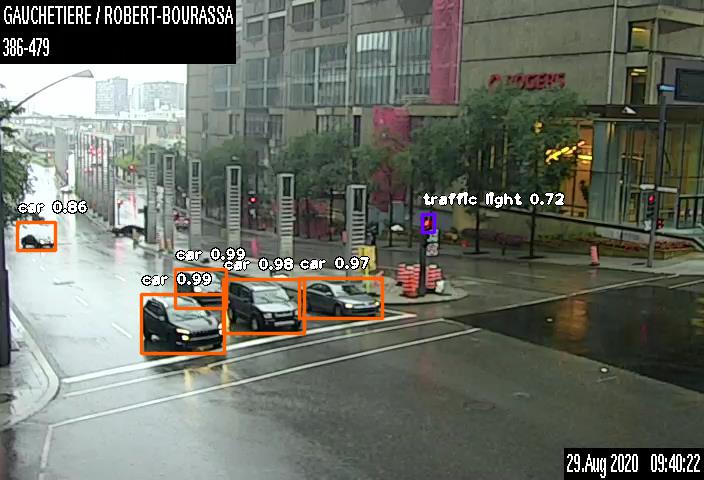 GAUCHETIERE / ROBERT-BOURASSA
386-479
ROGERS
traffic light 0.72
car 0.86
car 0.99
car 0.98
car 0.97
car 0.99
29.Aug 2020 09:40:22